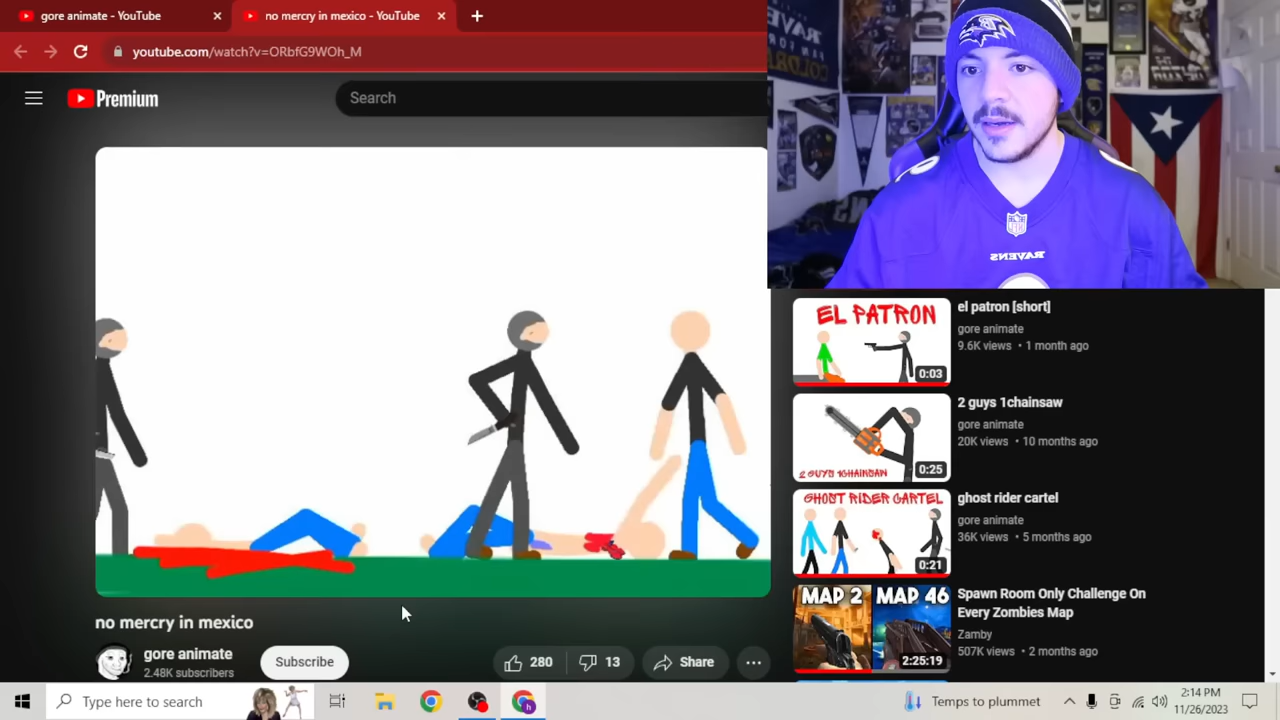 gore animate - YouTube
no mercry in mexico - YouTube
youtube.com/watch?v=ORbfG9WOh_M
Premium
Search
RAVENS
EL PATRON
0:03
el patron [short]
gore animate
9.6K views • 1 month ago
2 GUYS 1CHAINSAW
0:25
2 guys 1chainsaw
gore animate
20K views • 10 months ago
GHOST RIDER CARTEL
0:21
ghost rider cartel
gore animate
36K views • 5 months ago
MAP 2 MAP 46
2:25:19
Spawn Room Only Challenge On
Every Zombies Map
Zamby
507K views • 2 months ago
no mercry in mexico
gore animate
2.48K subscribers
Subscribe
280
13
Share
Type here to search
Temps to plummet
2:14 PM
11/26/2023